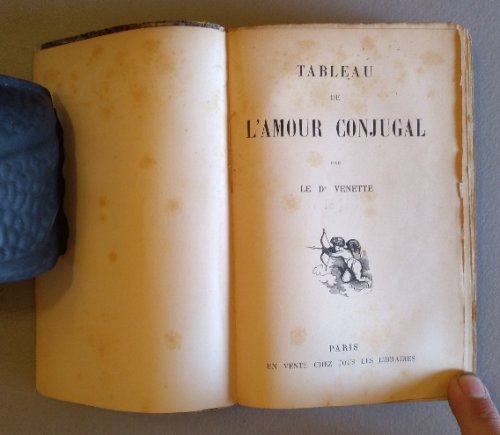 TABLEAU
DE
L'AMOUR CONJUGAL
PAR
LE Dr VENETTE
PARIS
EN VENTE CHEZ TOUS LES LIBRAIRES